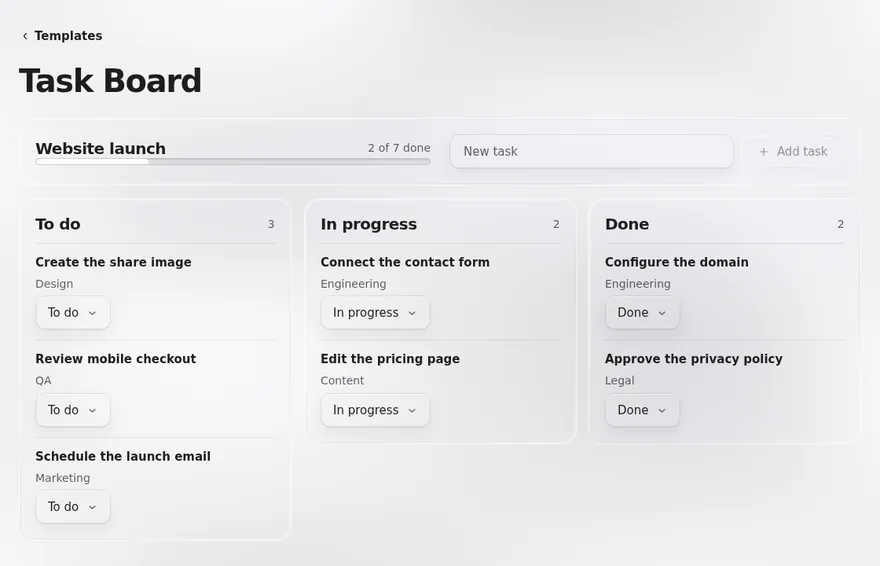 Templates
Task Board
Website launch
2 of 7 done
New task
+ Add task
To do
3
Create the share image
Design
To do
Review mobile checkout
QA
To do
Schedule the launch email
Marketing
To do
In progress
2
Connect the contact form
Engineering
In progress
Edit the pricing page
Content
In progress
Done
2
Configure the domain
Engineering
Done
Approve the privacy policy
Legal
Done